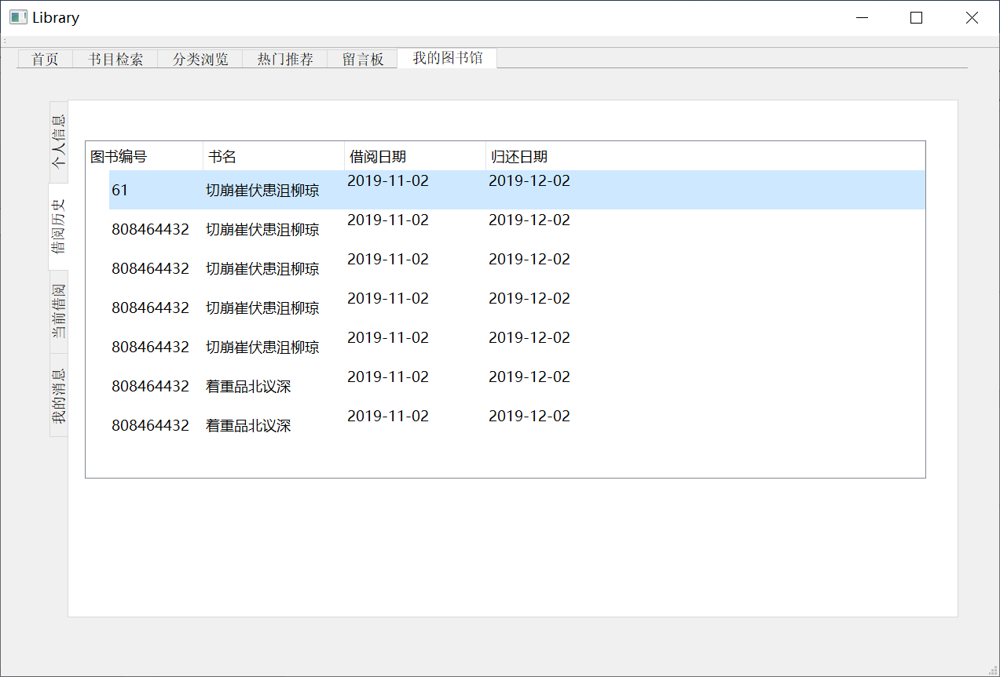 Library
首页 书目检索 分类浏览 热门推荐 留言板 我的图书馆
个人信息
借阅历史
当前借阅
我的消息
图书编号 书名 借阅日期 归还日期
61 切崩崔伏患沮柳琼 2019-11-02 2019-12-02
808464432 切崩崔伏患沮柳琼 2019-11-02 2019-12-02
808464432 切崩崔伏患沮柳琼 2019-11-02 2019-12-02
808464432 切崩崔伏患沮柳琼 2019-11-02 2019-12-02
808464432 切崩崔伏患沮柳琼 2019-11-02 2019-12-02
808464432 着重品北议深 2019-11-02 2019-12-02
808464432 着重品北议深 2019-11-02 2019-12-02